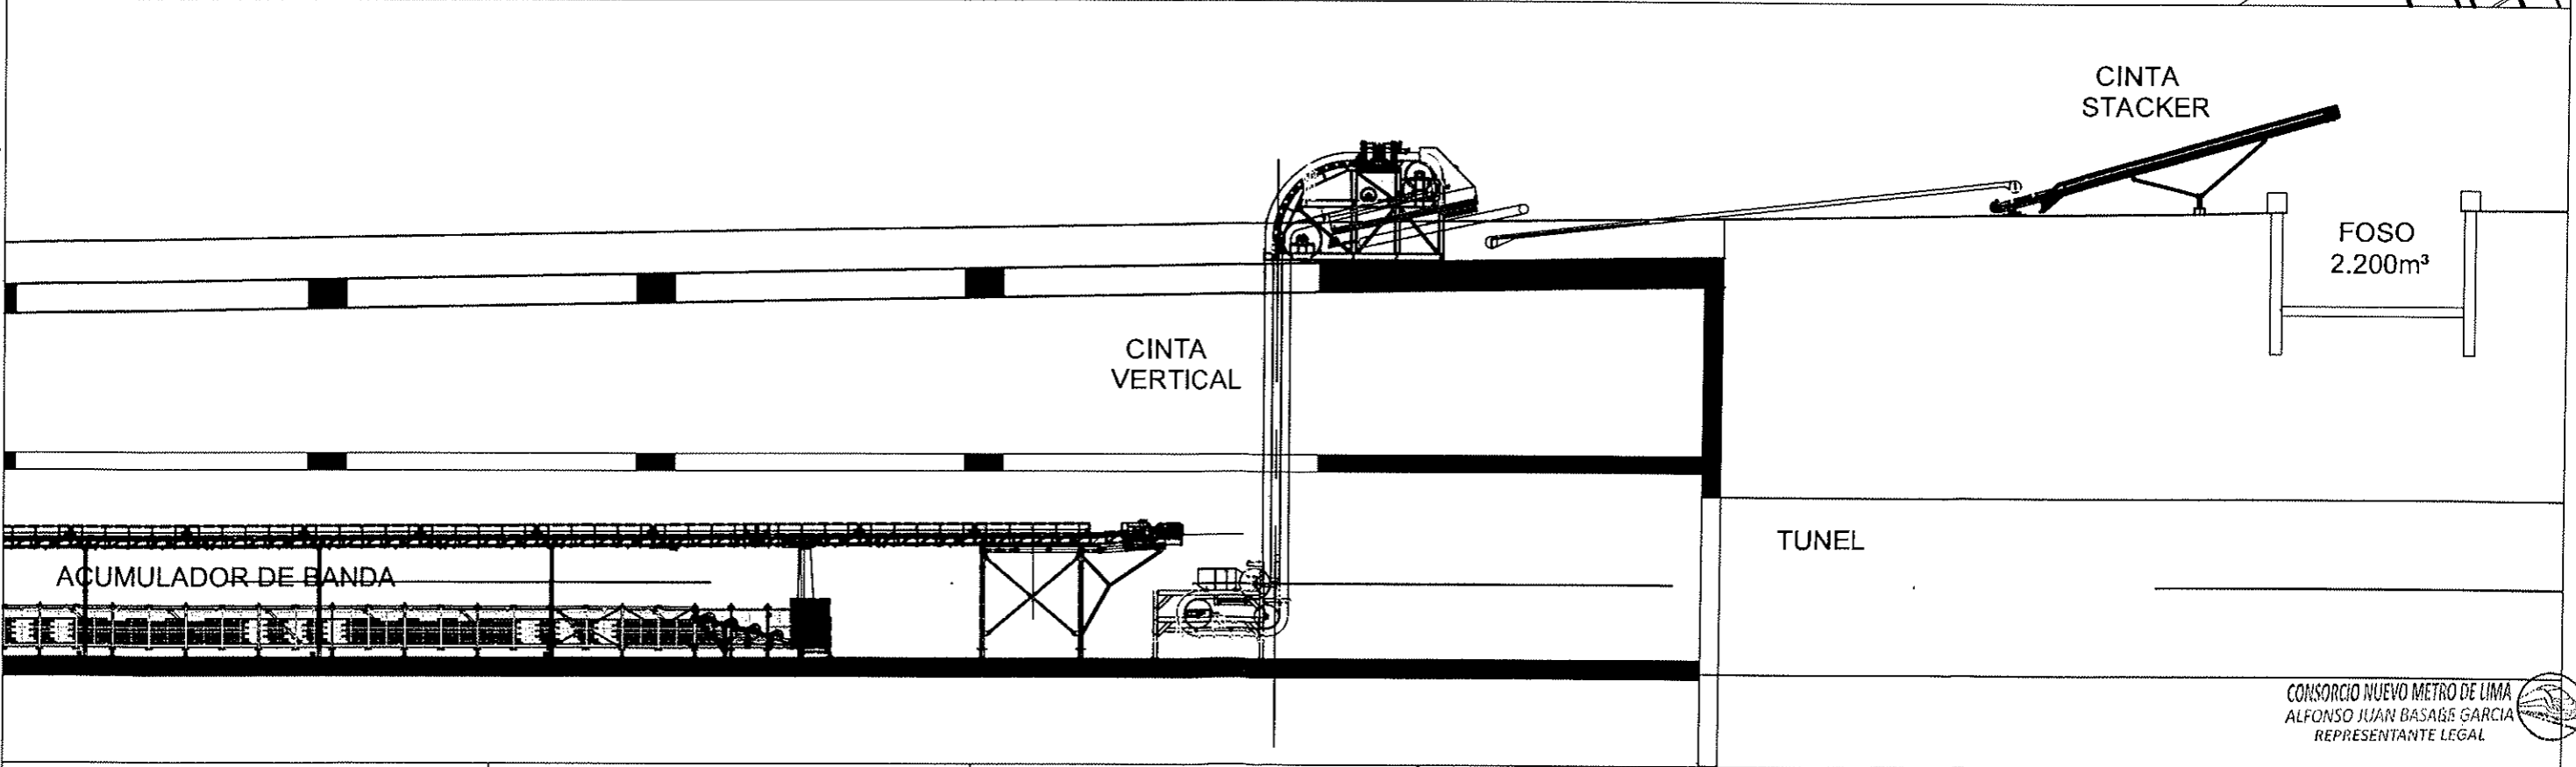 CINTA
STACKER
FOSO
2.200m³
CINTA
VERTICAL
TUNEL
ACUMULADOR DE BANDA
CONSORCIO NUEVO METRO DE LIMA
ALFONSO JUAN BASABE GARCIA
REPRESENTANTE LEGAL